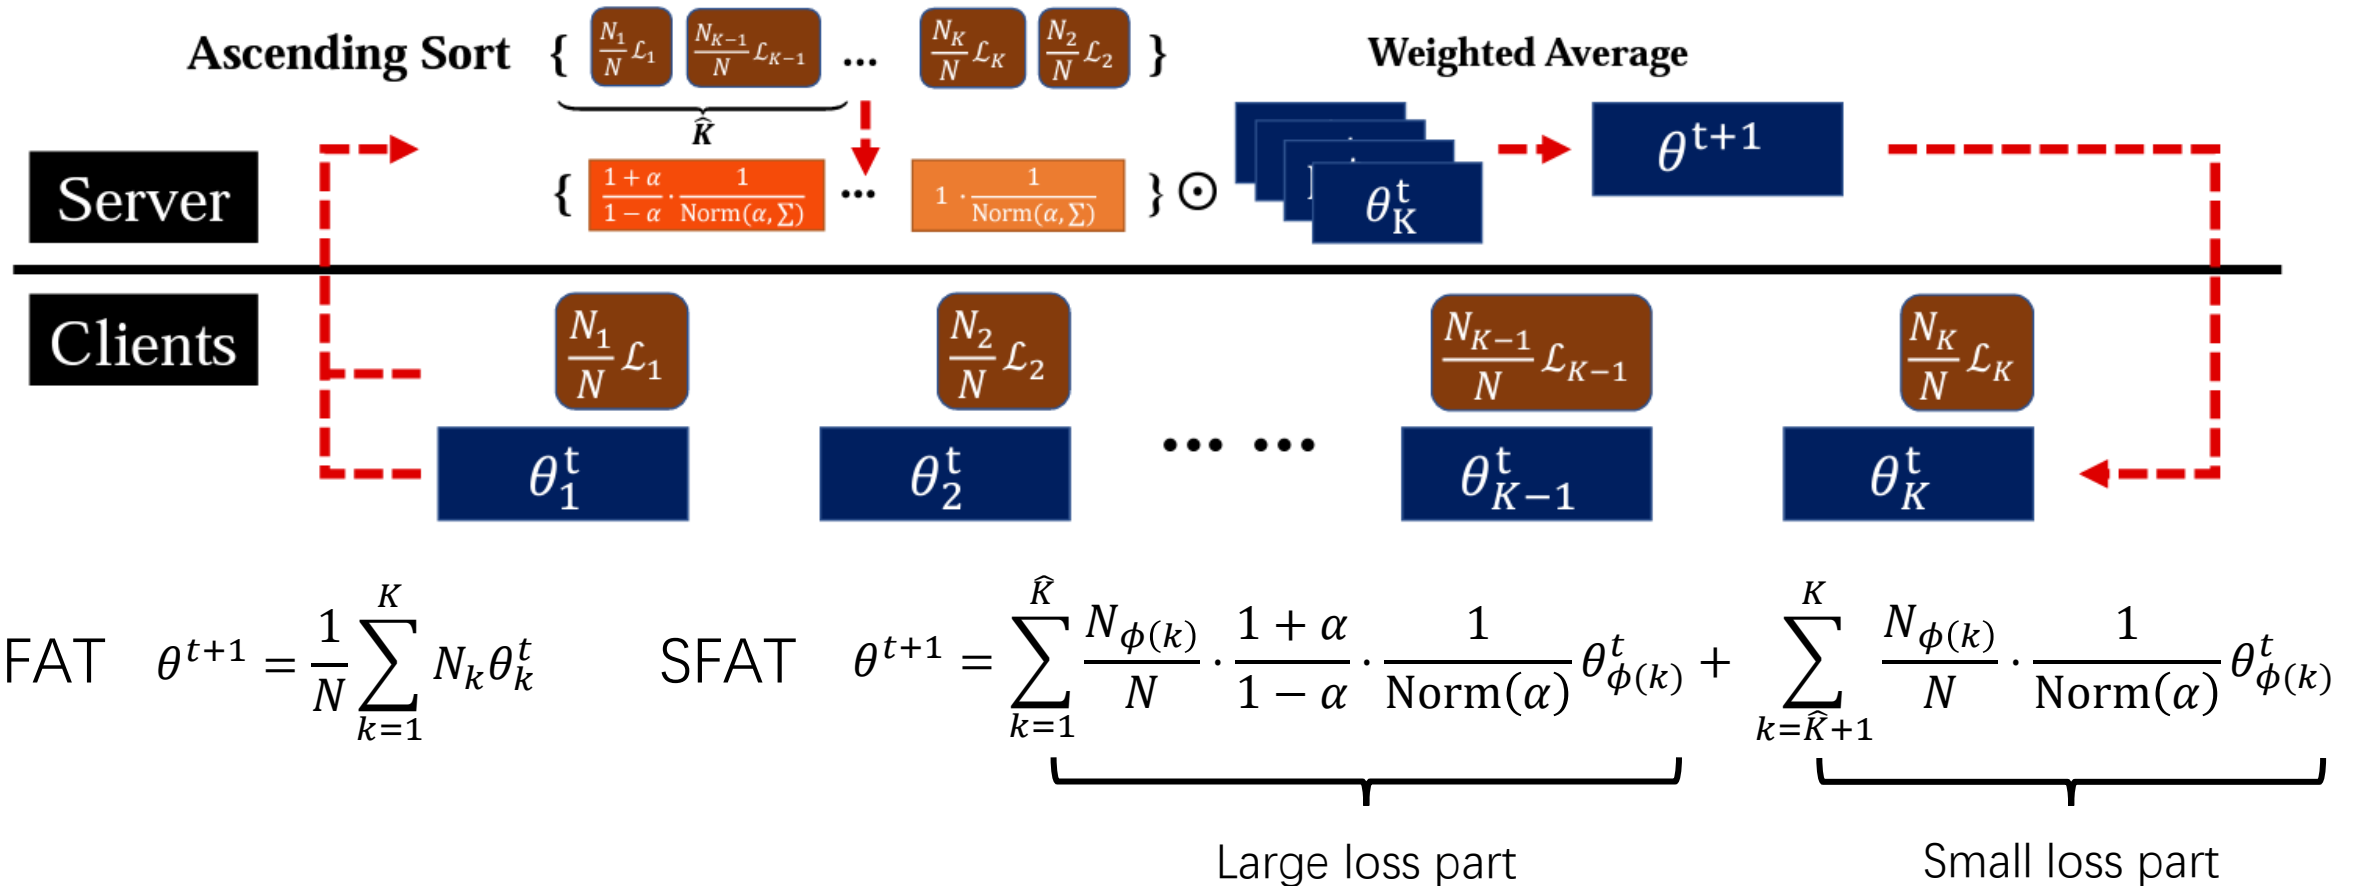 Ascending Sort { N_1/N ℒ_1 N_{K−1}/N ℒ_{K−1} ... N_K/N ℒ_K N_2/N ℒ_2 } Weighted Average
K̂
Server { (1+α)/(1−α) · 1/Norm(α,∑) ... 1 · 1/Norm(α,∑) } ⊙ θ_K^t θ^{t+1}
Clients N_1/N ℒ_1 N_2/N ℒ_2 N_{K−1}/N ℒ_{K−1} N_K/N ℒ_K
θ_1^t θ_2^t ... ... θ_{K−1}^t θ_K^t
FAT θ^{t+1} = 1/N ∑_{k=1}^{K} N_k θ_k^t SFAT θ^{t+1} = ∑_{k=1}^{K̂} N_{ϕ(k)}/N · (1+α)/(1−α) · 1/Norm(α) θ_{ϕ(k)}^t + ∑_{k=K̂+1}^{K} N_{ϕ(k)}/N · 1/Norm(α) θ_{ϕ(k)}^t
Large loss part Small loss part